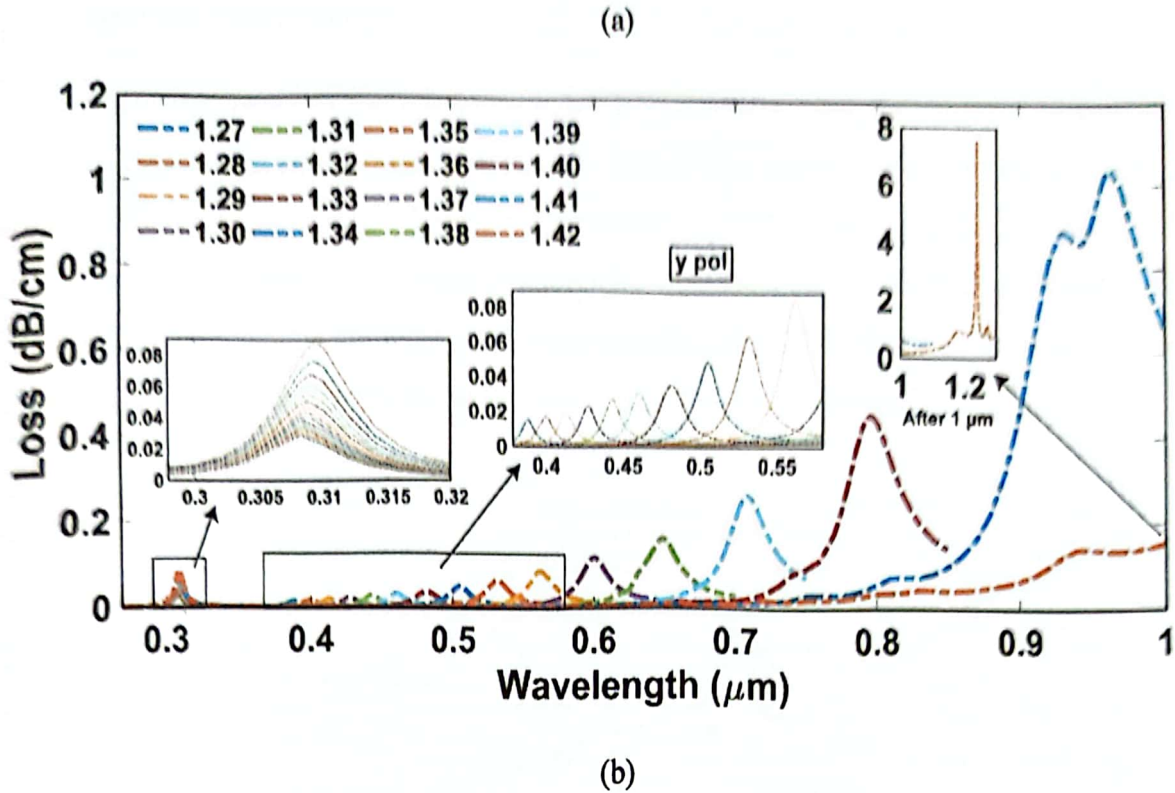 (a)
1.2
1
0.8
0.6
0.4
0.2
0
Loss (dB/cm)
1.27 1.31 1.35 1.39
1.28 1.32 1.36 1.40
1.29 1.33 1.37 1.41
1.30 1.34 1.38 1.42
y pol
0.08
0.06
0.04
0.02
0
0.3 0.305 0.31 0.315 0.32
0.08
0.06
0.04
0.02
0
0.4 0.45 0.5 0.55
8
6
4
2
0
1 1.2
After 1 μm
0.3 0.4 0.5 0.6 0.7 0.8 0.9 1
Wavelength (μm)
(b)